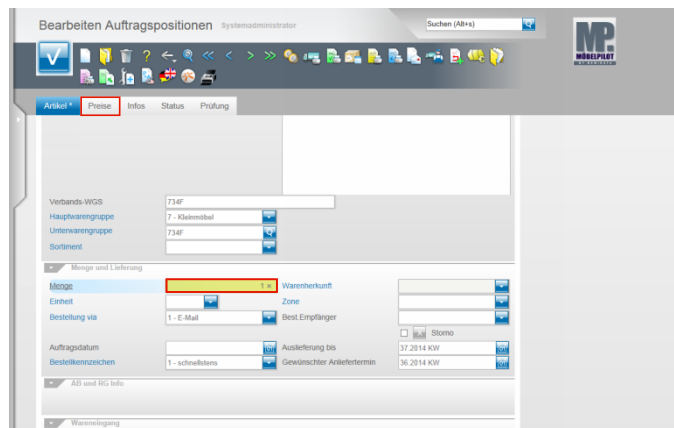 Bearbeiten Auftragspositionen Systemadministrator
Suchen (Alt+s)
MP.
MÖBELPILOT
Artikel * Preise Infos Status Prüfung
Verbands-WGS 734F
Hauptwarengruppe 7 - Kleinmöbel
Unterwarengruppe 734F
Sortiment
Menge und Lieferung
Menge 1 × Warenherkunft
Einheit Zone
Bestellung via 1 - E-Mail Best.Empfänger
Storno
Auftragsdatum Auslieferung bis 37.2014 KW
Bestellkennzeichen 1 - schnellstens Gewünschter Anliefertermin 36.2014 KW
AB und RG Info
Wareneingang